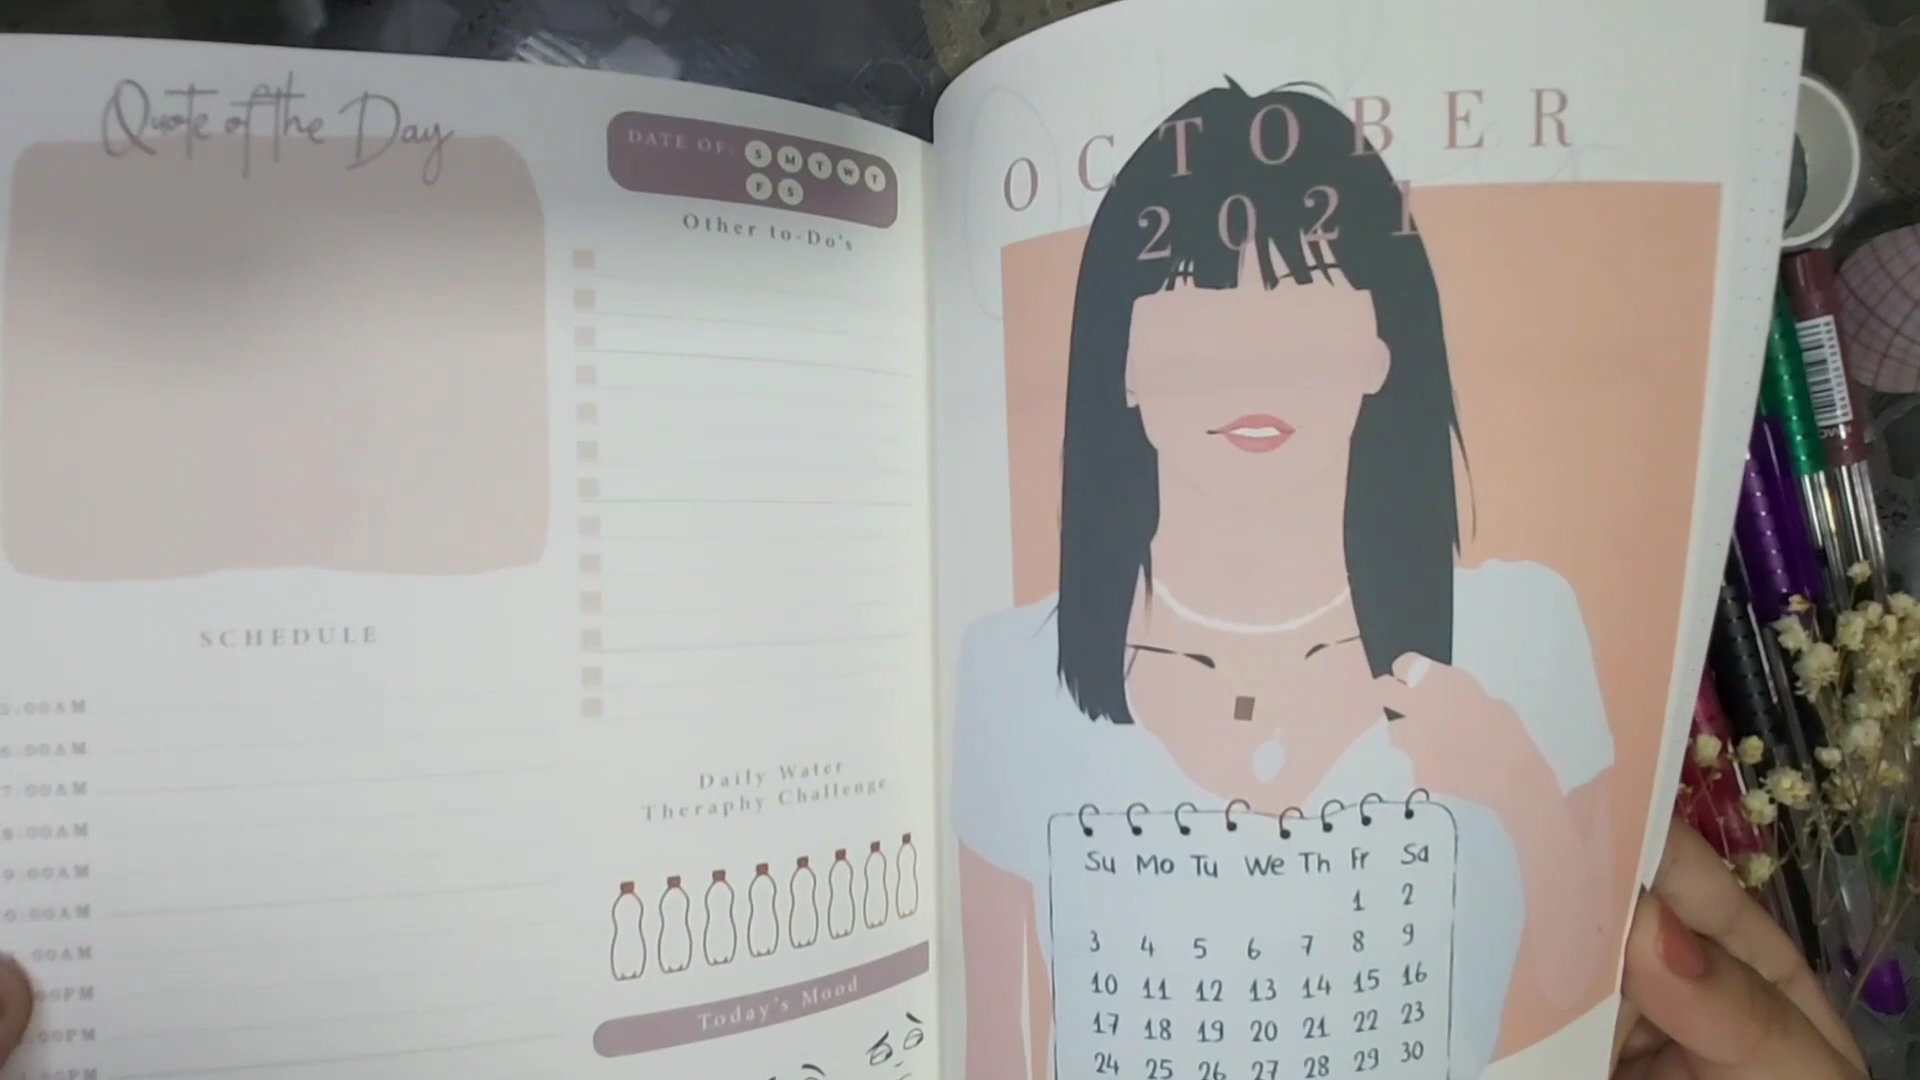 Quote of the Day
SCHEDULE
5:00AM
6:00AM
7:00AM
8:00AM
9:00AM
DATE OF:
S M T W T
F S
Other to-Do's
Daily Water
Theraphy Challenge
Today's Mood
OCTOBER
2021
Su Mo Tu We Th Fr Sa
1 2
3 4 5 6 7 8 9
10 11 12 13 14 15 16
17 18 19 20 21 22 23
24 25 26 27 28 29 30